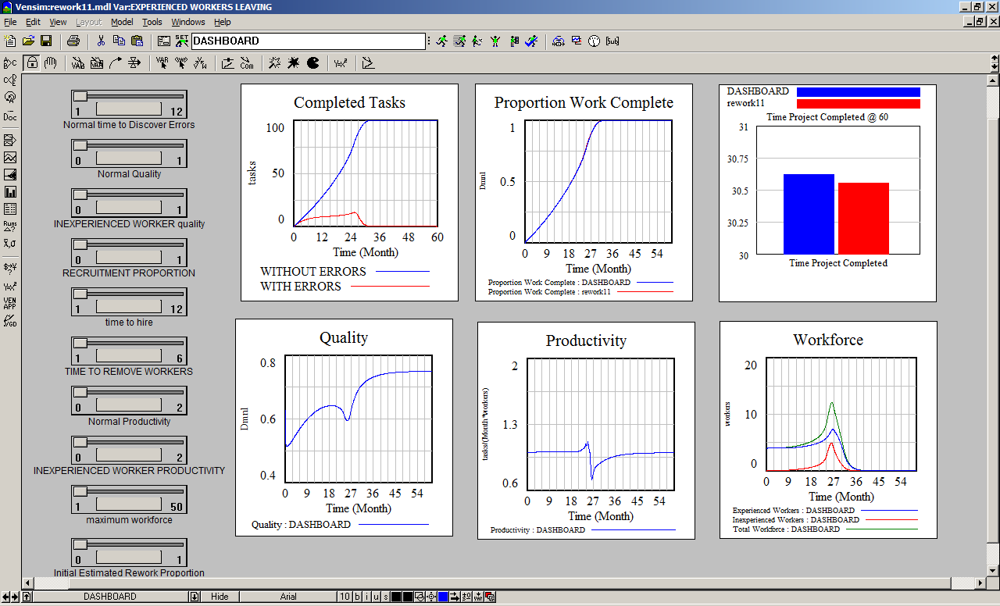 Vensim:rework11.mdl Var:EXPERIENCED WORKERS LEAVING
File Edit View Layout Model Tools Windows Help
SET DASHBOARD [sub]
VAB VAR Com
Doc
Runs
VEN
APP
1 12
Normal time to Discover Errors
0 1
Normal Quality
0 1
INEXPERIENCED WORKER quality
0 1
RECRUITMENT PROPORTION
1 12
time to hire
1 6
TIME TO REMOVE WORKERS
0 2
Normal Productivity
0 2
INEXPERIENCED WORKER PRODUCTIVITY
1 50
maximum workforce
0 1
Initial Estimated Rework Proportion
Completed Tasks
100
50
0
tasks
0 12 24 36 48 60
Time (Month)
WITHOUT ERRORS
WITH ERRORS
Proportion Work Complete
1
0.5
0
Dmnl
0 9 18 27 36 45 54
Time (Month)
Proportion Work Complete : DASHBOARD
Proportion Work Complete : rework11
DASHBOARD
rework11
Time Project Completed @ 60
31
30.75
30.5
30.25
30
Time Project Completed
Quality
0.8
0.6
0.4
Dmnl
0 9 18 27 36 45 54
Time (Month)
Quality : DASHBOARD
Productivity
2
1.3
0.6
tasks/(Month*workers)
0 9 18 27 36 45 54
Time (Month)
Productivity : DASHBOARD
Workforce
20
10
0
workers
0 9 18 27 36 45 54
Time (Month)
Experienced Workers : DASHBOARD
Inexperienced Workers : DASHBOARD
Total Workforce : DASHBOARD
DASHBOARD Hide Arial 10 b i u s